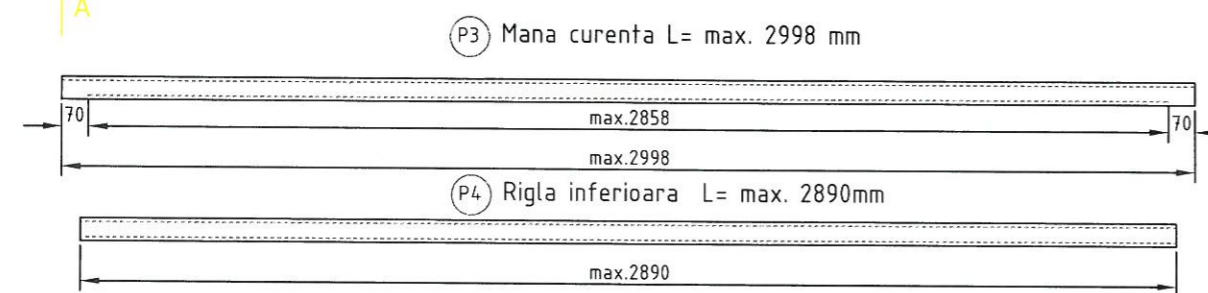 A
P3 Mana curenta L= max. 2998 mm
70 max.2858 70
max.2998
P4 Rigla inferioara L= max. 2890mm
max.2890